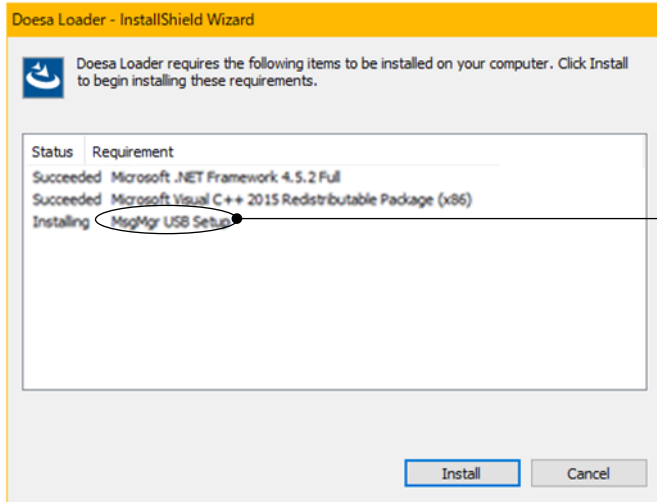 Doesa Loader - InstallShield Wizard
Doesa Loader requires the following items to be installed on your computer. Click Install
to begin installing these requirements.
Status Requirement
Succeeded Microsoft .NET Framework 4.5.2 Full
Succeeded Microsoft Visual C++ 2015 Redistributable Package (x86)
Installing MsgMgr USB Setup
Install Cancel